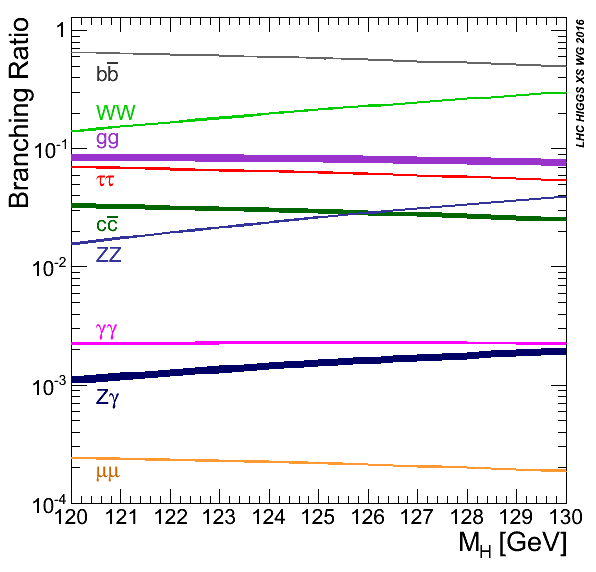 Branching Ratio
LHC HIGGS XS WG 2016
1
10-1
10-2
10-3
10-4
bb̅
WW
gg
ττ
cc̅
ZZ
γγ
Zγ
μμ
120 121 122 123 124 125 126 127 128 129 130
MH [GeV]